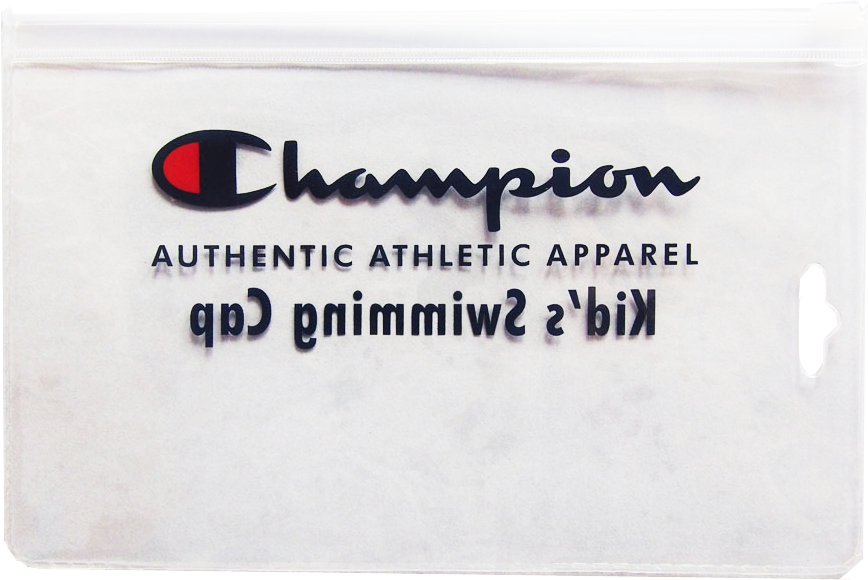 Champion
AUTHENTIC ATHLETIC APPAREL
Kid's Swimming Cap